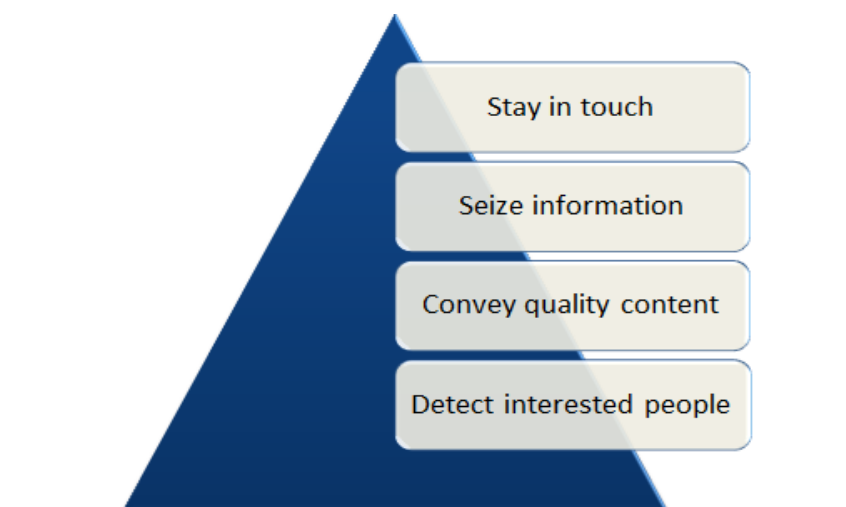 Stay in touch
Seize information
Convey quality content
Detect interested people